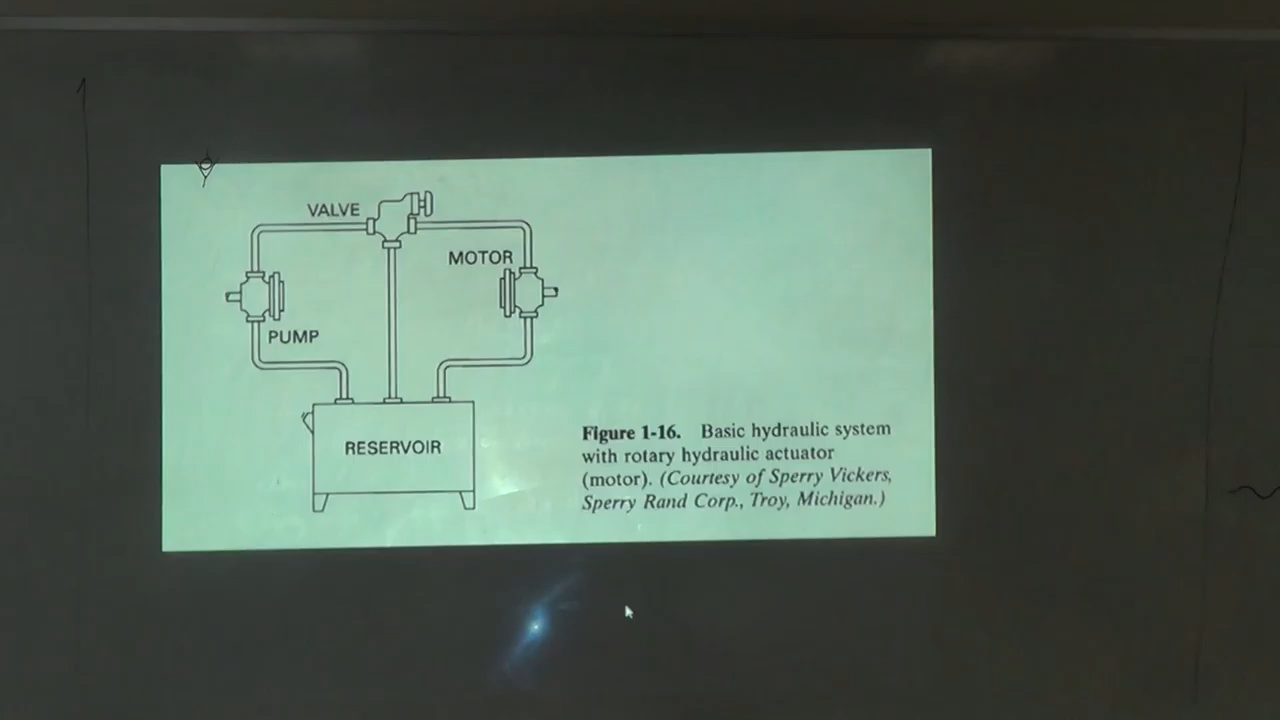 VALVE
MOTOR
PUMP
RESERVOIR
Figure 1-16. Basic hydraulic system
with rotary hydraulic actuator
(motor). (Courtesy of Sperry Vickers,
Sperry Rand Corp., Troy, Michigan.)